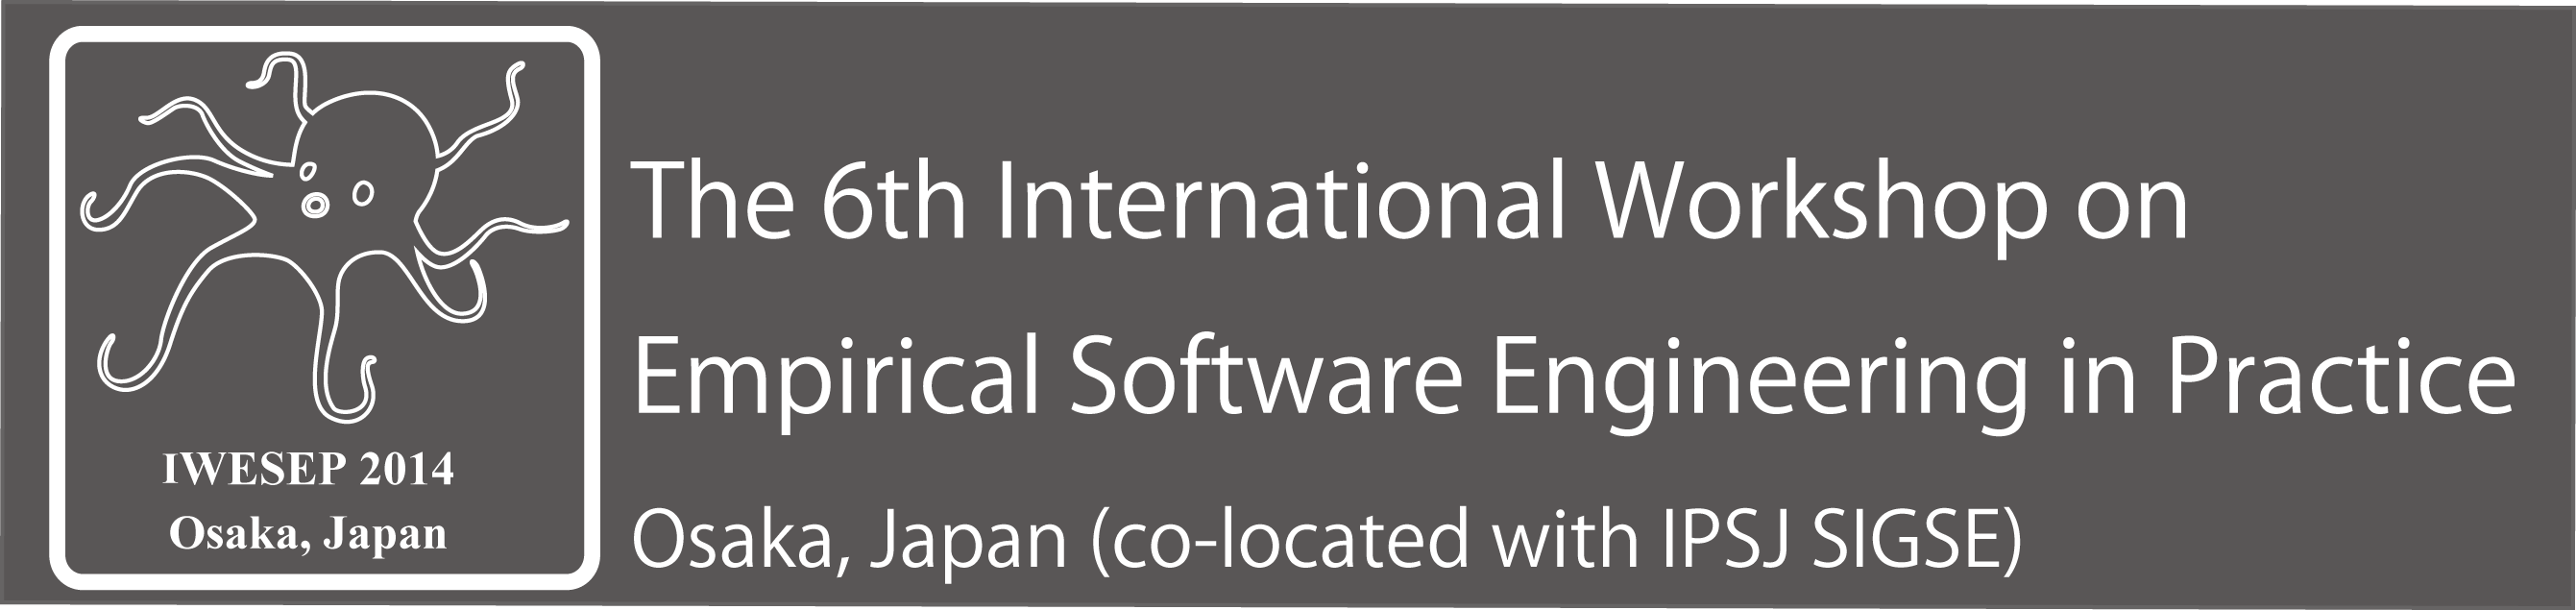 IWESEP 2014
Osaka, Japan
The 6th International Workshop on
Empirical Software Engineering in Practice
Osaka, Japan (co-located with IPSJ SIGSE)